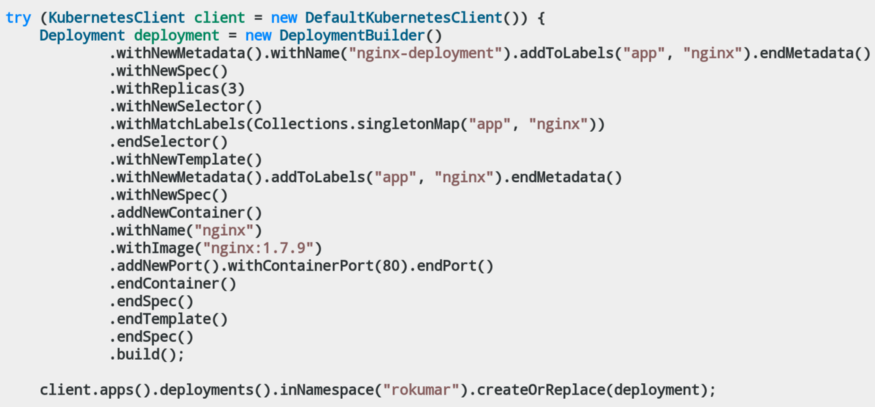 try (KubernetesClient client = new DefaultKubernetesClient()) {
    Deployment deployment = new DeploymentBuilder()
            .withNewMetadata().withName("nginx-deployment").addToLabels("app", "nginx").endMetadata()
            .withNewSpec()
            .withReplicas(3)
            .withNewSelector()
            .withMatchLabels(Collections.singletonMap("app", "nginx"))
            .endSelector()
            .withNewTemplate()
            .withNewMetadata().addToLabels("app", "nginx").endMetadata()
            .withNewSpec()
            .addNewContainer()
            .withName("nginx")
            .withImage("nginx:1.7.9")
            .addNewPort().withContainerPort(80).endPort()
            .endContainer()
            .endSpec()
            .endTemplate()
            .endSpec()
            .build();

    client.apps().deployments().inNamespace("rokumar").createOrReplace(deployment);